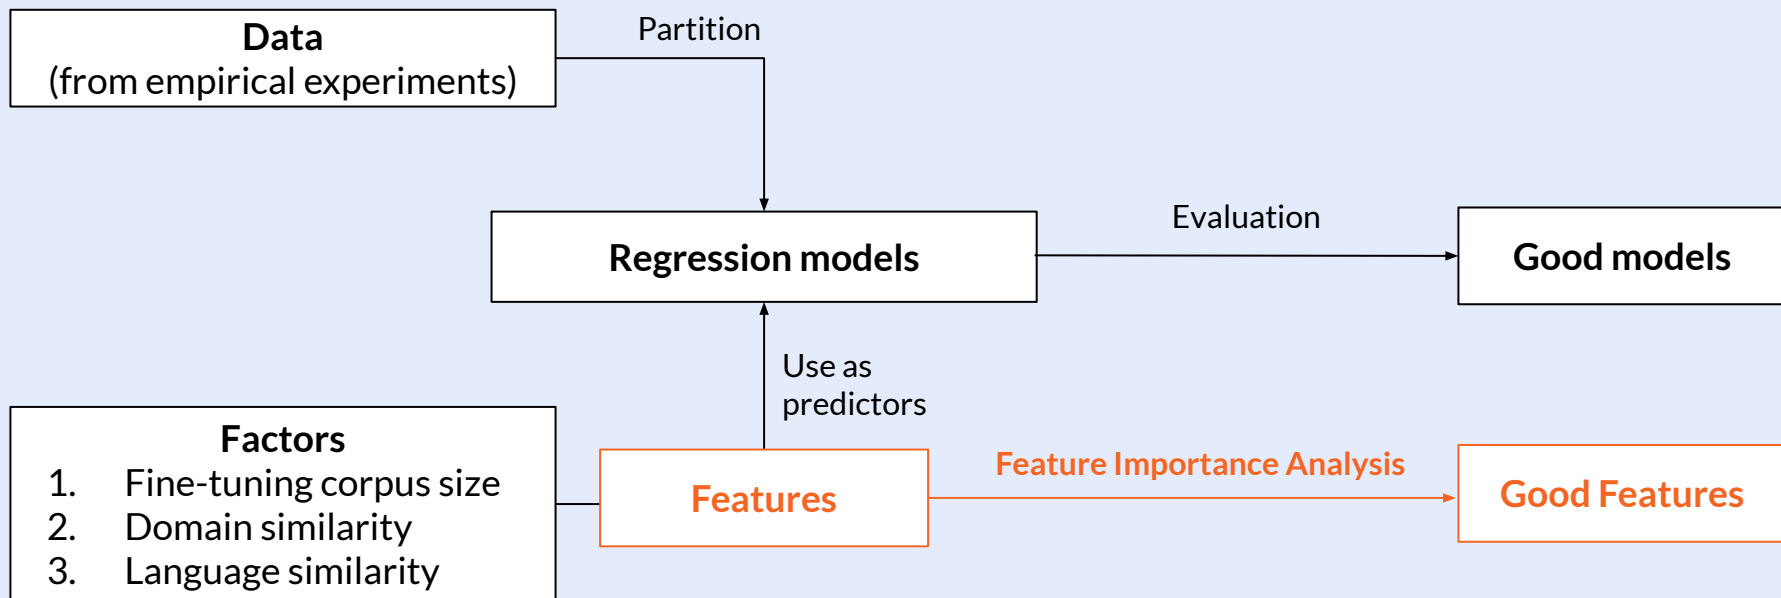 Data
(from empirical experiments)
Partition
Regression models
Evaluation
Good models
Use as
predictors
Factors
1. Fine-tuning corpus size
2. Domain similarity
3. Language similarity
Features
Feature Importance Analysis
Good Features